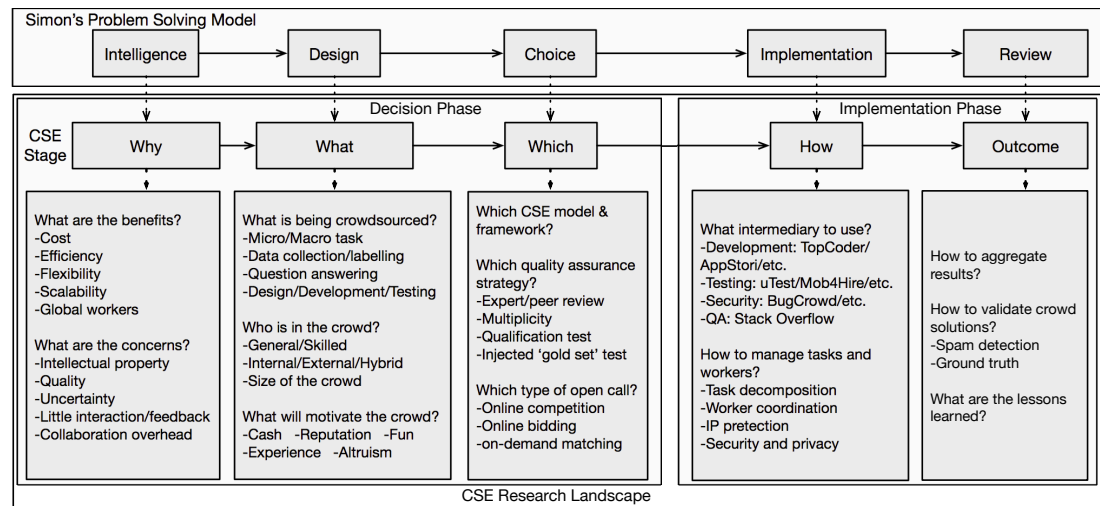 Simon's Problem Solving Model
Intelligence
Design
Choice
Implementation
Review
Decision Phase
Implementation Phase
CSE
Stage
Why
What
Which
How
Outcome
What are the benefits?
-Cost
-Efficiency
-Flexibility
-Scalability
-Global workers
What are the concerns?
-Intellectual property
-Quality
-Uncertainty
-Little interaction/feedback
-Collaboration overhead
What is being crowdsourced?
-Micro/Macro task
-Data collection/labelling
-Question answering
-Design/Development/Testing
Who is in the crowd?
-General/Skilled
-Internal/External/Hybrid
-Size of the crowd
What will motivate the crowd?
-Cash -Reputation -Fun
-Experience -Altruism
Which CSE model &
framework?
Which quality assurance
strategy?
-Expert/peer review
-Multiplicity
-Qualification test
-Injected 'gold set' test
Which type of open call?
-Online competition
-Online bidding
-on-demand matching
What intermediary to use?
-Development: TopCoder/
AppStori/etc.
-Testing: uTest/Mob4Hire/etc.
-Security: BugCrowd/etc.
-QA: Stack Overflow
How to manage tasks and
workers?
-Task decomposition
-Worker coordination
-IP pretection
-Security and privacy
How to aggregate
results?
How to validate crowd
solutions?
-Spam detection
-Ground truth
What are the lessons
learned?
CSE Research Landscape